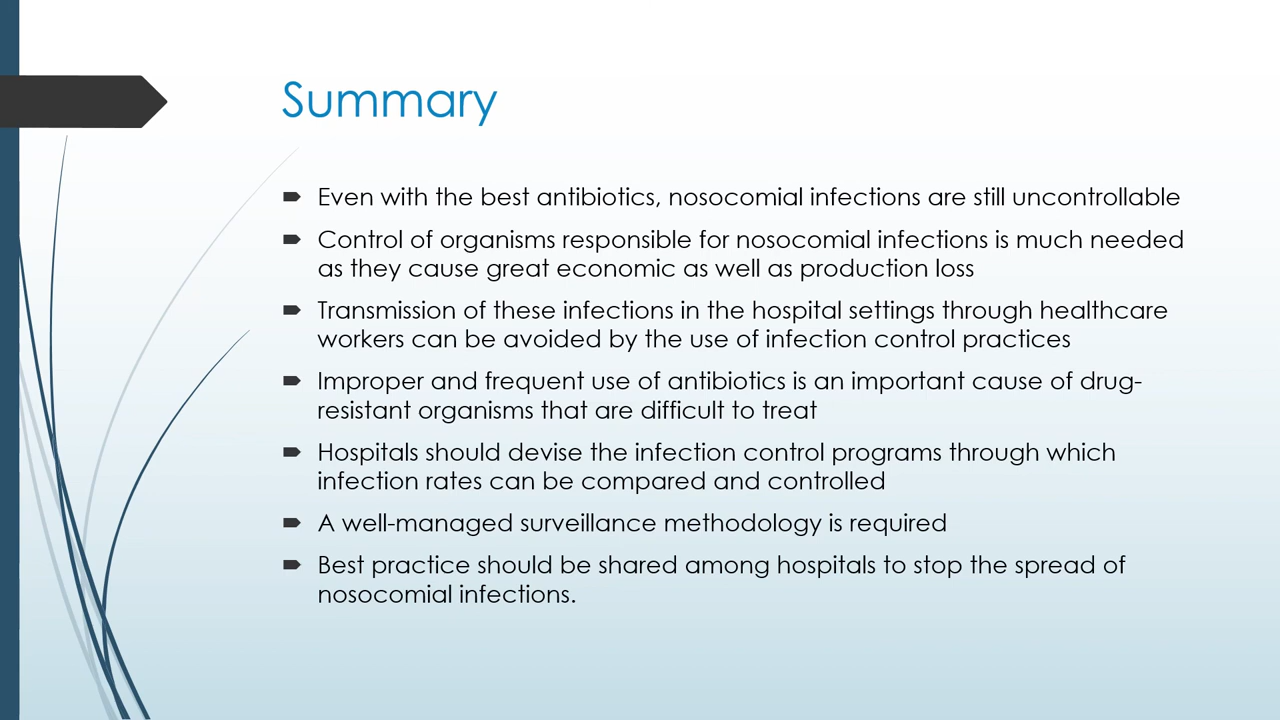 Summary
Even with the best antibiotics, nosocomial infections are still uncontrollable
Control of organisms responsible for nosocomial infections is much needed
as they cause great economic as well as production loss
Transmission of these infections in the hospital settings through healthcare
workers can be avoided by the use of infection control practices
Improper and frequent use of antibiotics is an important cause of drug-
resistant organisms that are difficult to treat
Hospitals should devise the infection control programs through which
infection rates can be compared and controlled
A well-managed surveillance methodology is required
Best practice should be shared among hospitals to stop the spread of
nosocomial infections.